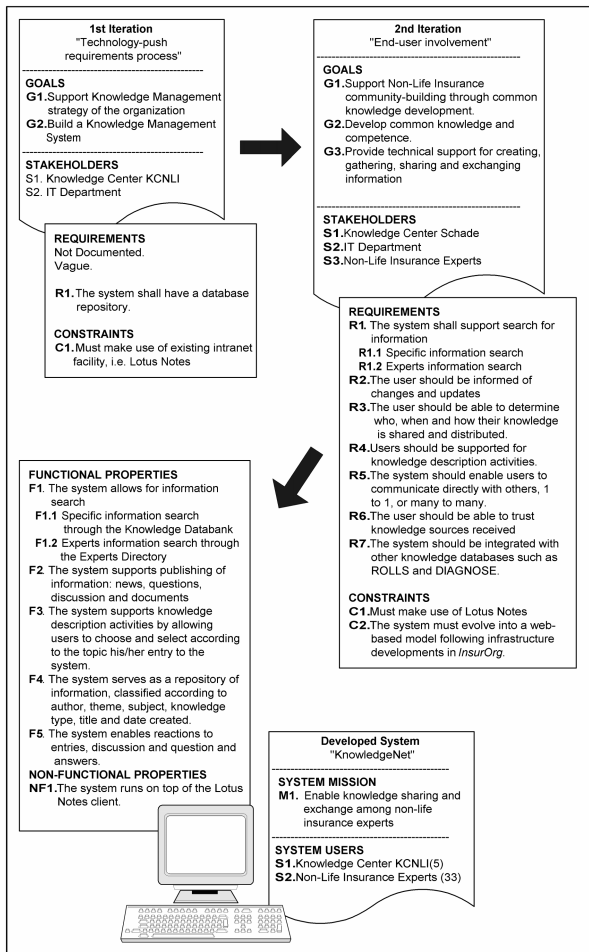 1st Iteration
"Technology-push
requirements process"
GOALS
G1.Support Knowledge Management
strategy of the organization
G2.Build a Knowledge Management
System
STAKEHOLDERS
S1. Knowledge Center KCNLI
S2. IT Department
REQUIREMENTS
Not Documented.
Vague.
R1.The system shall have a database
repository.
CONSTRAINTS
C1.Must make use of existing intranet
facility, i.e. Lotus Notes
2nd Iteration
"End-user involvement"
GOALS
G1.Support Non-Life Insurance
community-building through common
knowledge development.
G2.Develop common knowledge and
competence.
G3.Provide technical support for creating,
gathering, sharing and exchanging
information
STAKEHOLDERS
S1.Knowledge Center Schade
S2.IT Department
S3.Non-Life Insurance Experts
REQUIREMENTS
R1. The system shall support search for
information
R1.1 Specific information search
R1.2 Experts information search
R2.The user should be informed of
changes and updates
R3.The user should be able to determine
who, when and how their knowledge
is shared and distributed.
R4.Users should be supported for
knowledge description activities.
R5.The system should enable users to
communicate directly with others, 1
to 1, or many to many.
R6.The user should be able to trust
knowledge sources received
R7.The system should be integrated with
other knowledge databases such as
ROLLS and DIAGNOSE.
CONSTRAINTS
C1.Must make use of Lotus Notes
C2.The system must evolve into a web-
based model following infrastructure
developments in InsurOrg.
FUNCTIONAL PROPERTIES
F1. The system allows for information
search
F1.1 Specific information search
through the Knowledge Databank
F1.2 Experts information search through
the Experts Directory
F2. The system supports publishing of
information: news, questions,
discussion and documents
F3. The system supports knowledge
description activities by allowing
users to choose and select according
to the topic his/her entry to the
system.
F4. The system serves as a repository of
information, classified according to
author, theme, subject, knowledge
type, title and date created.
F5. The system enables reactions to
entries, discussion and question and
answers.
NON-FUNCTIONAL PROPERTIES
NF1.The system runs on top of the Lotus
Notes client.
Developed System
"KnowledgeNet"
SYSTEM MISSION
M1. Enable knowledge sharing and
exchange among non-life
insurance experts
SYSTEM USERS
S1.Knowledge Center KCNLI(5)
S2.Non-Life Insurance Experts (33)